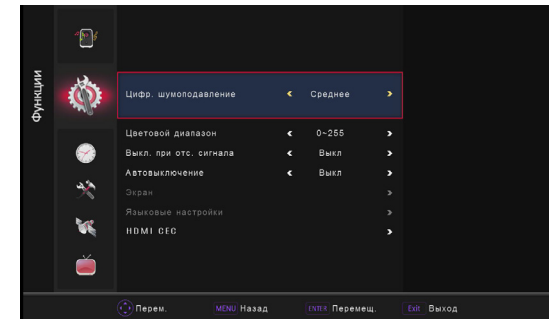 Функции
Цифр. шумоподавление < Среднее >
Цветовой диапазон < 0~255 >
Выкл. при отс. сигнала < Выкл >
Автовыключение < Выкл >
Экран >
Языковые настройки >
HDMI CEC >
Перем. MENU Назад ENTER Перемещ. Exit Выход